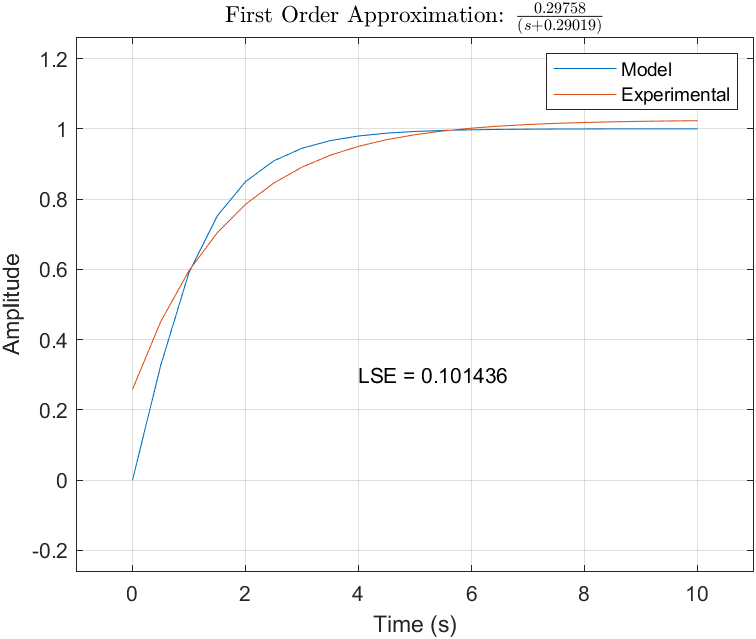 First Order Approximation: \frac{0.29758}{(s+0.29019)}
Model
Experimental
1.2
1
0.8
0.6
0.4
0.2
0
-0.2
Amplitude
LSE = 0.101436
0 2 4 6 8 10
Time (s)